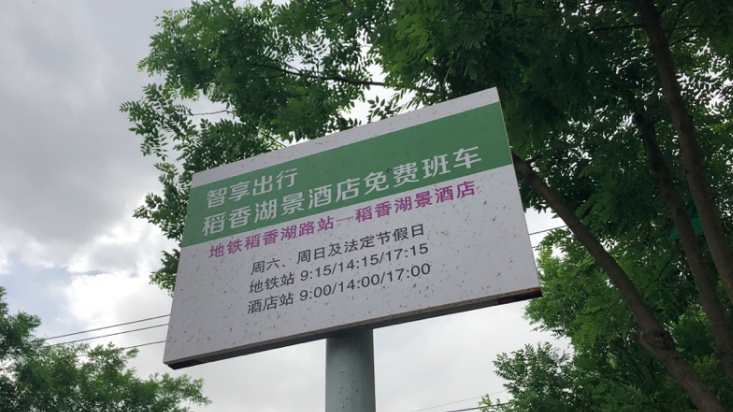 智享出行
稻香湖景酒店免费班车
地铁稻香湖路站—稻香湖景酒店
周六、周日及法定节假日
地铁站 9:15/14:15/17:15
酒店站 9:00/14:00/17:00